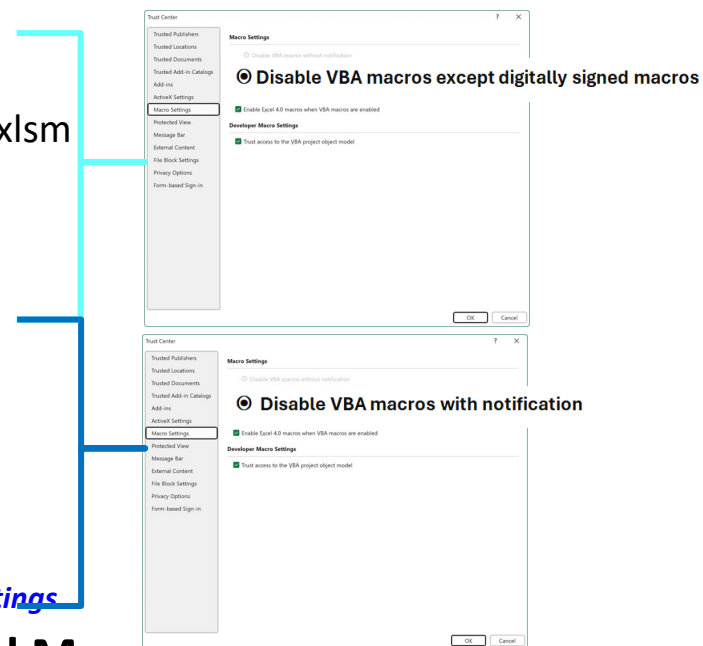 Trust Center ? ×
Trusted Publishers
Trusted Locations
Trusted Documents
Trusted Add-in Catalogs
Add-ins
ActiveX Settings
Macro Settings
Protected View
Message Bar
External Content
File Block Settings
Privacy Options
Form-based Sign-in
Macro Settings
Disable VBA macros without notification
Disable VBA macros except digitally signed macros
Enable Excel 4.0 macros when VBA macros are enabled
Developer Macro Settings
Trust access to the VBA project object model
OK Cancel
xlsm
Trust Center ? ×
Trusted Publishers
Trusted Locations
Trusted Documents
Trusted Add-in Catalogs
Add-ins
ActiveX Settings
Macro Settings
Protected View
Message Bar
External Content
File Block Settings
Privacy Options
Form-based Sign-in
Macro Settings
Disable VBA macros without notification
Disable VBA macros with notification
Enable Excel 4.0 macros when VBA macros are enabled
Developer Macro Settings
Trust access to the VBA project object model
OK Cancel
tings